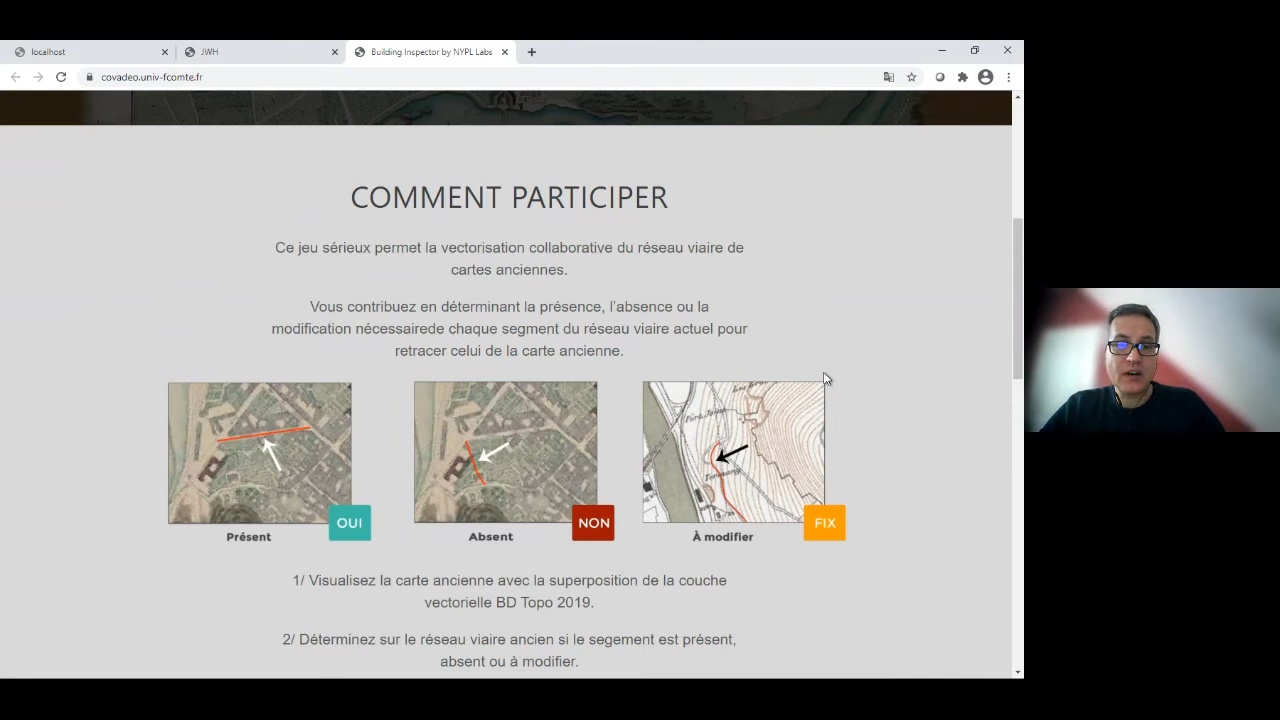 localhost
JWH
Building Inspector by NYPL Labs
covadeo.univ-fcomte.fr
COMMENT PARTICIPER
Ce jeu sérieux permet la vectorisation collaborative du réseau viaire de
cartes anciennes.
Vous contribuez en déterminant la présence, l'absence ou la
modification nécessairede chaque segment du réseau viaire actuel pour
retracer celui de la carte ancienne.
OUI
NON
FIX
Présent
Absent
À modifier
1/ Visualisez la carte ancienne avec la superposition de la couche
vectorielle BD Topo 2019.
2/ Déterminez sur le réseau viaire ancien si le segement est présent,
absent ou à modifier.